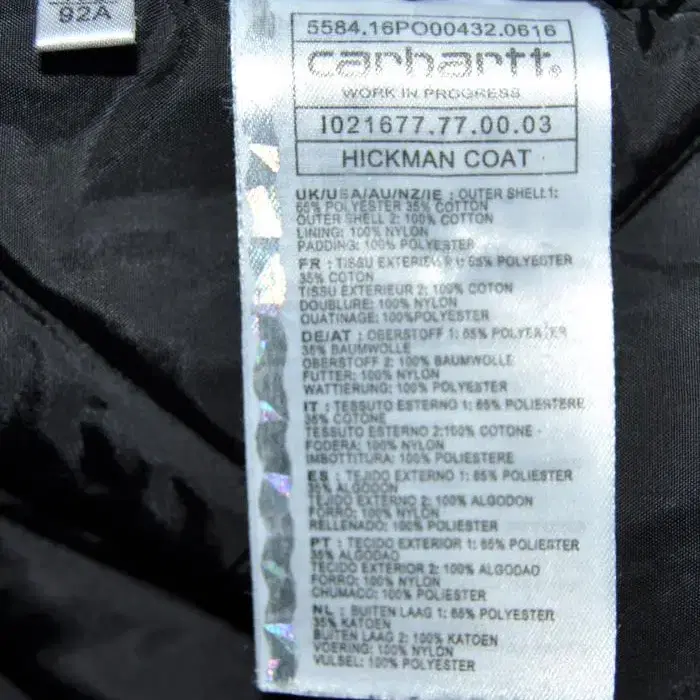 92A
5584.16PO00432.0616
carhartt®
WORK IN PROGRESS
I021677.77.00.03
HICKMAN COAT
UK/USA/AU/NZ/IE : OUTER SHELL1:
65% POLYESTER 35% COTTON
OUTER SHELL 2: 100% COTTON
LINING: 100% NYLON
PADDING: 100% POLYESTER
FR : TISSU EXTERIEUR 1: 65% POLYESTER
35% COTON
TISSU EXTERIEUR 2: 100% COTON
DOUBLURE: 100% NYLON
OUATINAGE: 100%POLYESTER
DE/AT : OBERSTOFF 1: 65% POLYESTER
35% BAUMWOLLE
OBERSTOFF 2: 100% BAUMWOLLE
FUTTER: 100% NYLON
WATTIERUNG: 100% POLYESTER
IT : TESSUTO ESTERNO 1: 65% POLIESTERE
35% COTONE
TESSUTO ESTERNO 2:100% COTONE -
FODERA: 100% NYLON
IMBOTTITURA: 100% POLIESTERE
ES : TEJIDO EXTERNO 1: 65% POLIESTER
35% ALGODON
TEJIDO EXTERNO 2: 100% ALGODON
FORRO: 100% NYLON
RELLENADO: 100% POLIESTER
PT : TECIDO EXTERIOR 1: 65% POLIESTER
35% ALGODAO
TECIDO EXTERIOR 2: 100% ALGODAO
FORRO: 100% NYLON
CHUMACO: 100% POLIESTER
NL : BUITEN LAAG 1: 65% POLYESTER
35% KATOEN
BUITEN LAAG 2: 100% KATOEN
VOERING: 100% NYLON
VULSEL: 100% POLYESTER